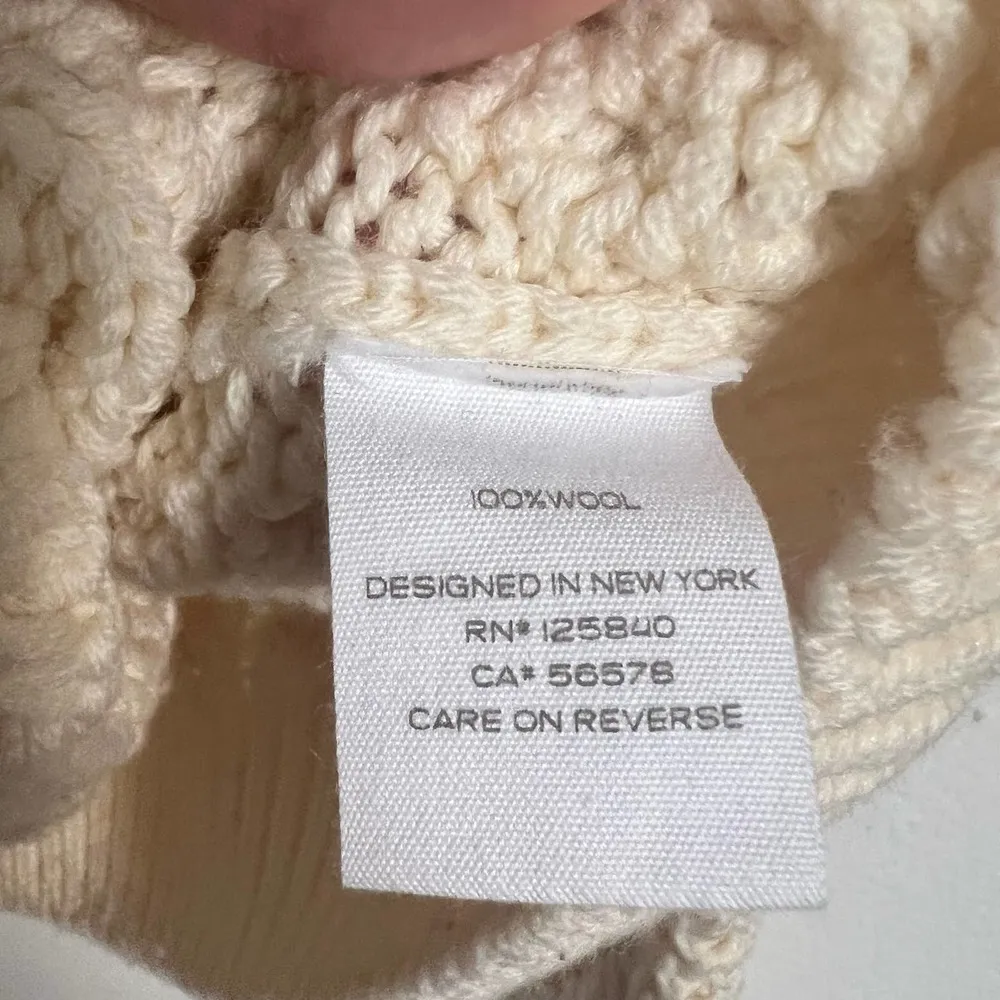 100%WOOL
DESIGNED IN NEW YORK
RN# 125840
CA# 56578
CARE ON REVERSE